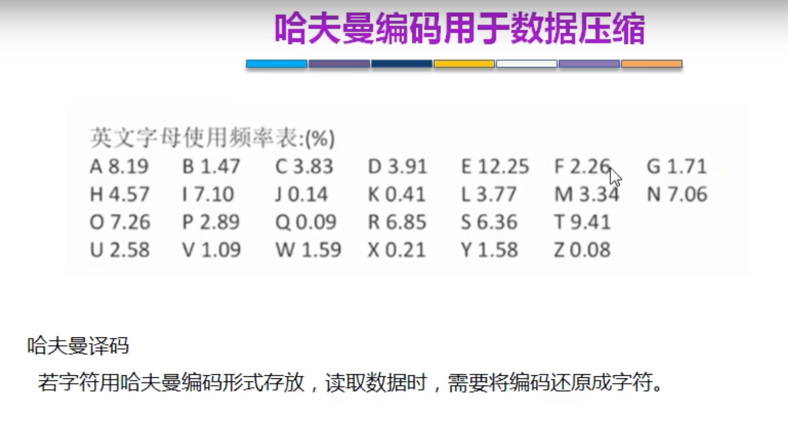 哈夫曼编码用于数据压缩
英文字母使用频率表:(%)
A 8.19 B 1.47 C 3.83 D 3.91 E 12.25 F 2.26 G 1.71
H 4.57 I 7.10 J 0.14 K 0.41 L 3.77 M 3.34 N 7.06
O 7.26 P 2.89 Q 0.09 R 6.85 S 6.36 T 9.41
U 2.58 V 1.09 W 1.59 X 0.21 Y 1.58 Z 0.08
哈夫曼译码
若字符用哈夫曼编码形式存放，读取数据时，需要将编码还原成字符。